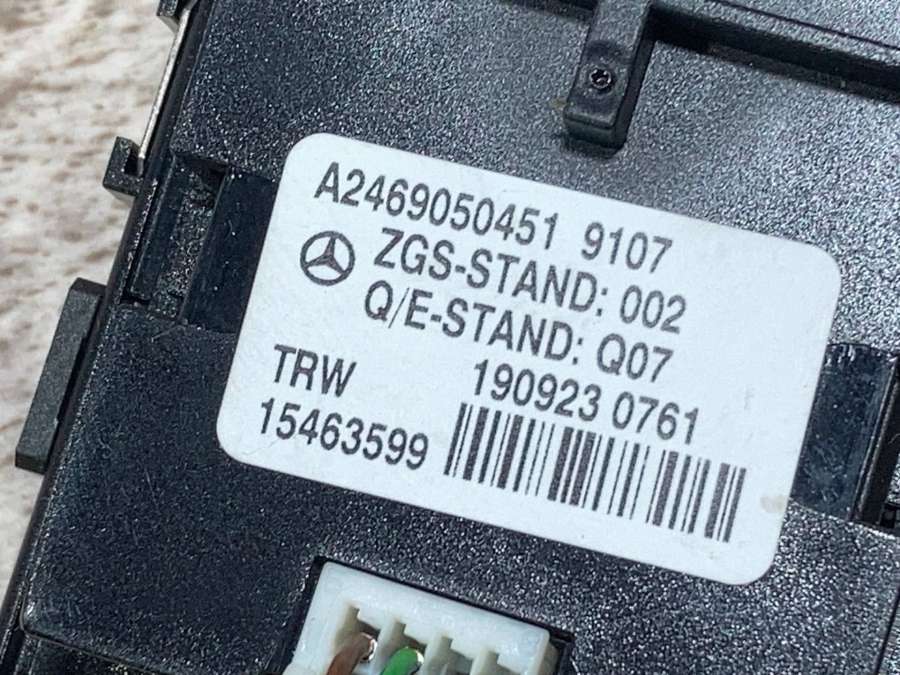 A2469050451 9107
ZGS-STAND: 002
Q/E-STAND: Q07
TRW 190923 0761
15463599